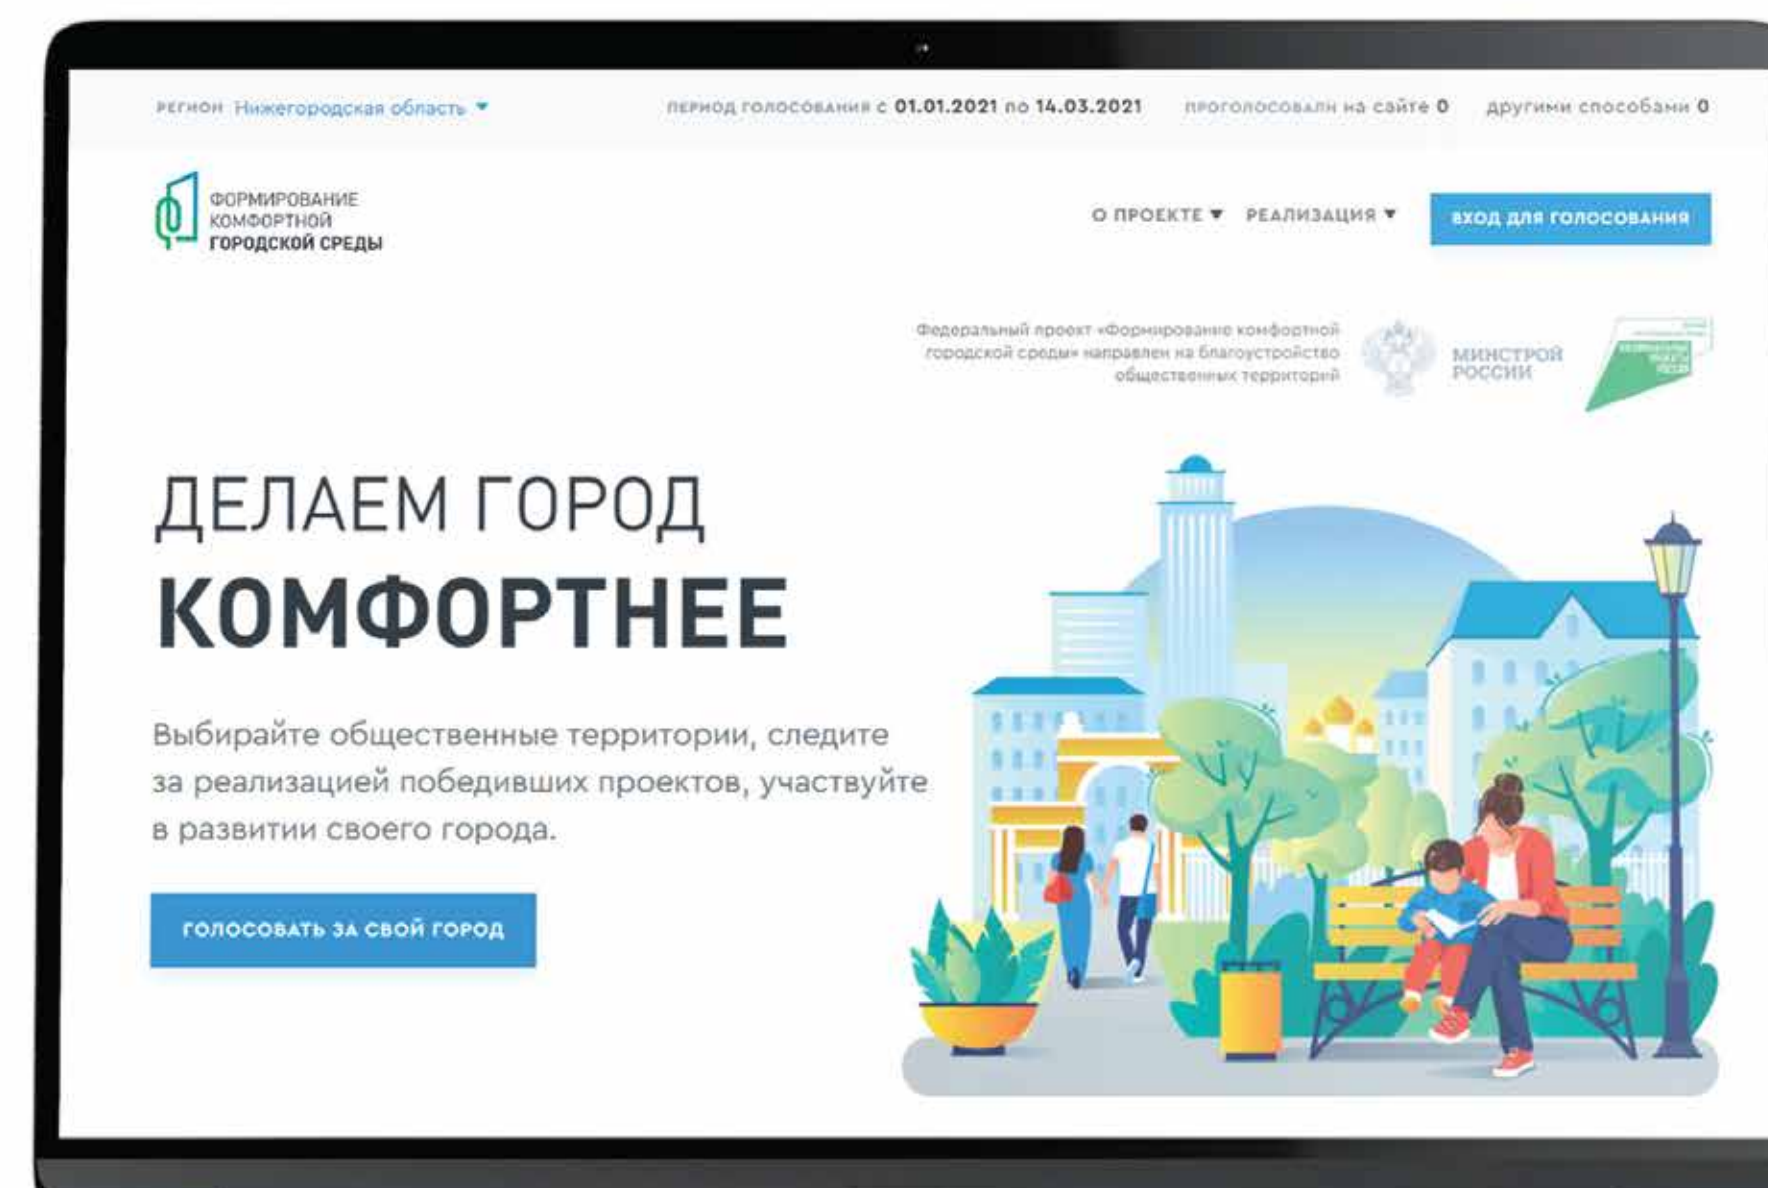 РЕГИОН Нижегородская область
ПЕРИОД ГОЛОСОВАНИЯ с 01.01.2021 по 14.03.2021
ПРОГОЛОСОВАЛИ на сайте 0
другими способами 0
ФОРМИРОВАНИЕ
КОМФОРТНОЙ
ГОРОДСКОЙ СРЕДЫ
О ПРОЕКТЕ
РЕАЛИЗАЦИЯ
ВХОД ДЛЯ ГОЛОСОВАНИЯ
Федеральный проект «Формирование комфортной
городской среды» направлен на благоустройство
общественных территорий
МИНСТРОЙ
РОССИИ
ДЕЛАЕМ ГОРОД
КОМФОРТНЕЕ
Выбирайте общественные территории, следите
за реализацией победивших проектов, участвуйте
в развитии своего города.
ГОЛОСОВАТЬ ЗА СВОЙ ГОРОД